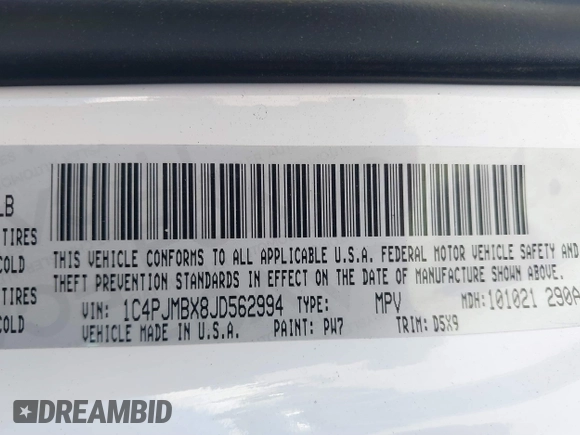 LB
TIRES
COLD
TIRES
COLD
THIS VEHICLE CONFORMS TO ALL APPLICABLE U.S.A. FEDERAL MOTOR VEHICLE SAFETY AND
THEFT PREVENTION STANDARDS IN EFFECT ON THE DATE OF MANUFACTURE SHOWN ABOVE.
VIN: 1C4PJMBX8JD562994 TYPE: MPV MDH: 101021 290
VEHICLE MADE IN U.S.A. PAINT: PW7 TRIM: D5X9
DREAMBID